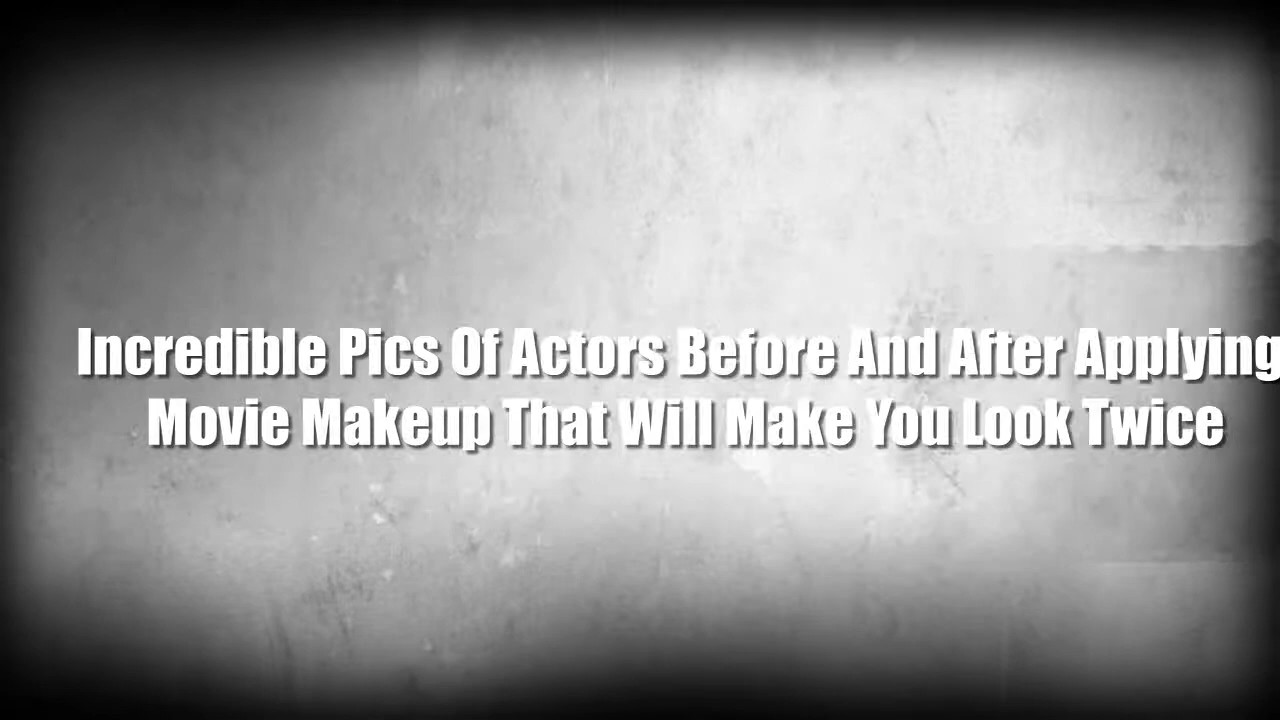 Incredible Pics Of Actors Before And After Applying
Movie Makeup That Will Make You Look Twice